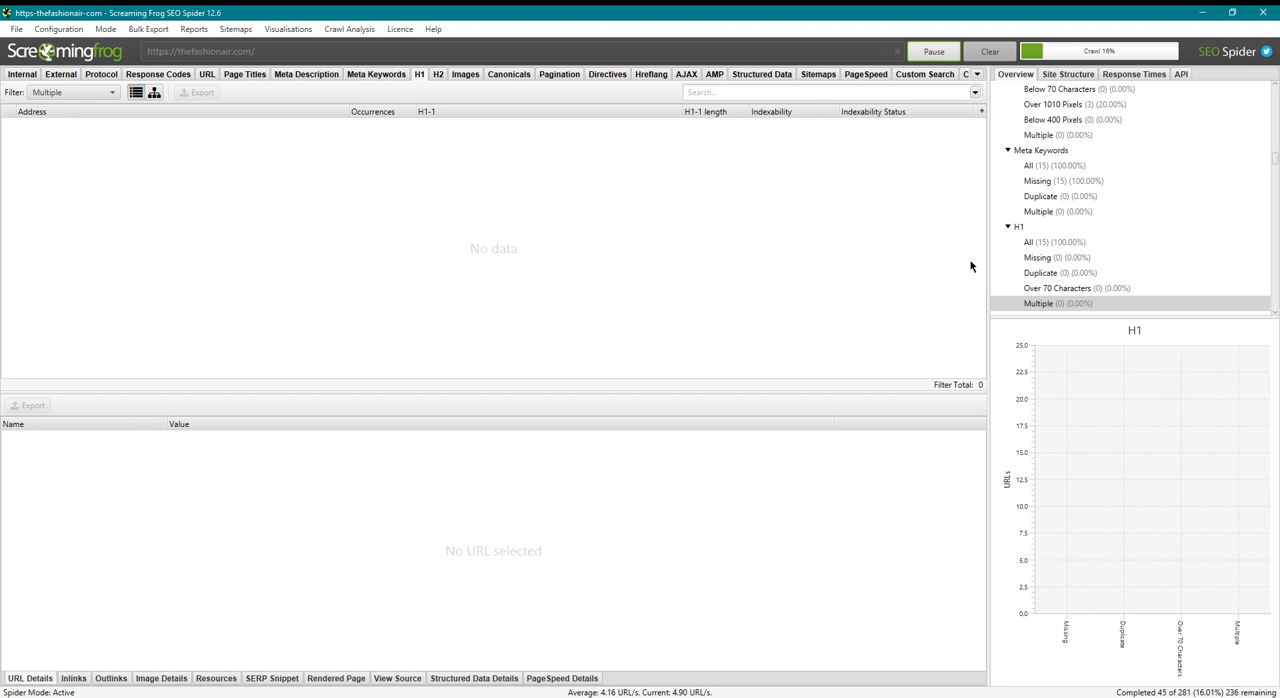 https-thefashionair-com - Screaming Frog SEO Spider 12.6
File Configuration Mode Bulk Export Reports Sitemaps Visualisations Crawl Analysis Licence Help
Screamingfrog https://thefashionair.com/ Pause Clear Crawl 16% SEO Spider
Internal External Protocol Response Codes URL Page Titles Meta Description Meta Keywords H1 H2 Images Canonicals Pagination Directives Hreflang AJAX AMP Structured Data Sitemaps PageSpeed Custom Search C
Filter: Multiple Export Search...
Address Occurrences H1-1 H1-1 length Indexability Indexability Status
No data
Filter Total: 0
Export
Name Value
No URL selected
URL Details Inlinks Outlinks Image Details Resources SERP Snippet Rendered Page View Source Structured Data Details PageSpeed Details
Overview Site Structure Response Times API
Below 70 Characters (0) (0.00%)
Over 1010 Pixels (3) (20.00%)
Below 400 Pixels (0) (0.00%)
Multiple (0) (0.00%)
Meta Keywords
All (15) (100.00%)
Missing (15) (100.00%)
Duplicate (0) (0.00%)
Multiple (0) (0.00%)
H1
All (15) (100.00%)
Missing (0) (0.00%)
Duplicate (0) (0.00%)
Over 70 Characters (0) (0.00%)
Multiple (0) (0.00%)
H1
25.0
22.5
20.0
17.5
15.0
12.5
10.0
7.5
5.0
2.5
0.0
URLs
Missing
Duplicate
Over 70 Characters
Multiple
Spider Mode: Active Average: 4.16 URL/s. Current: 4.90 URL/s. Completed 45 of 281 (16.01%) 236 remaining